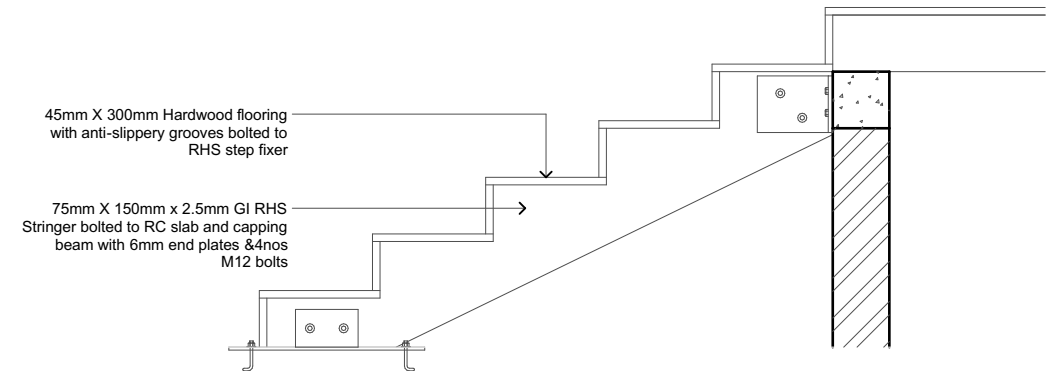 45mm X 300mm Hardwood flooring
with anti-slippery grooves bolted to
RHS step fixer
75mm X 150mm x 2.5mm GI RHS
Stringer bolted to RC slab and capping
beam with 6mm end plates &4nos
M12 bolts